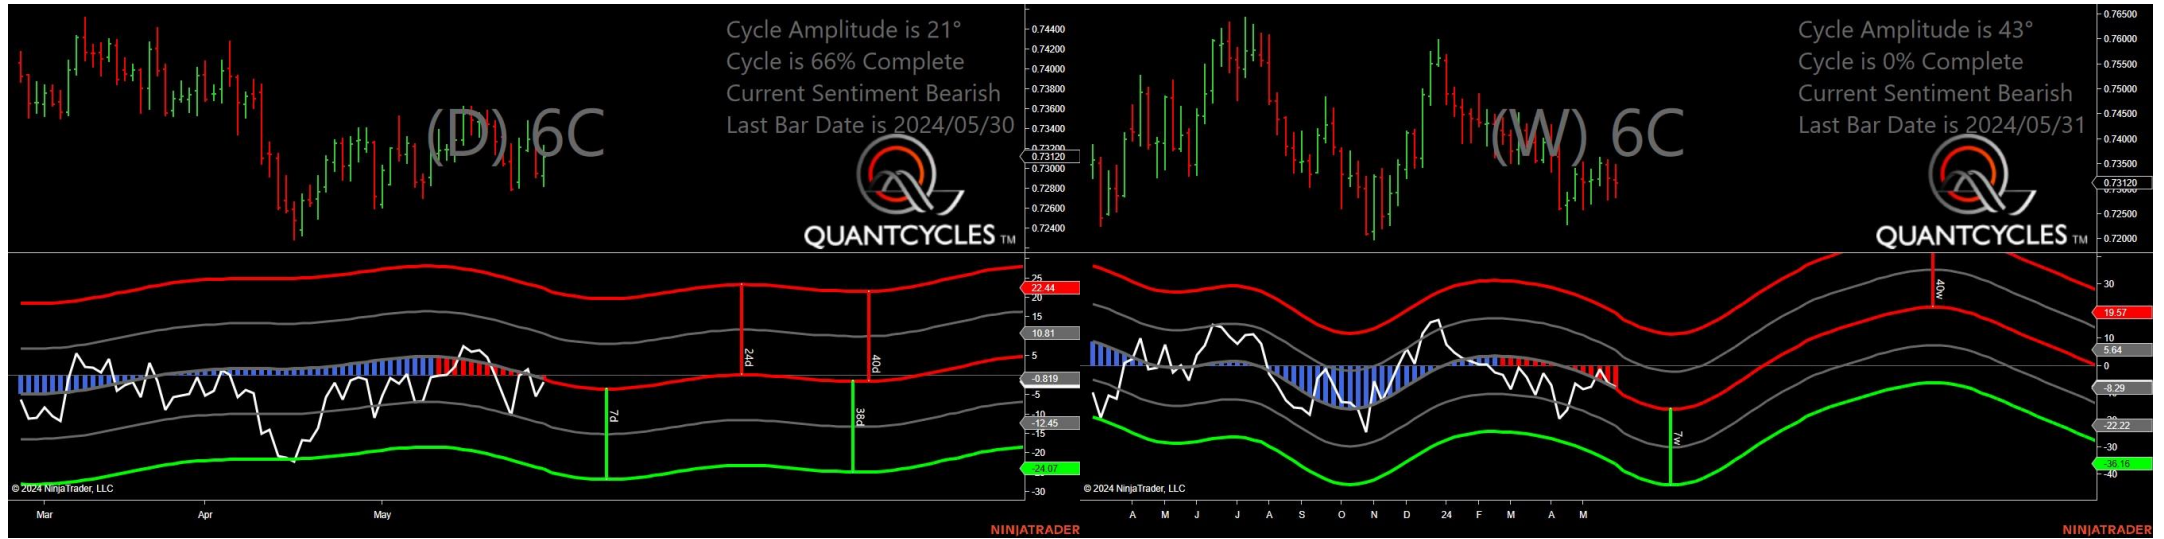 Cycle Amplitude is 21°
Cycle is 66% Complete
Current Sentiment Bearish
Last Bar Date is 2024/05/30
(D) 6C
QUANTCYCLES TM
0.74400
0.74200
0.74000
0.73800
0.73600
0.73400
0.73200
0.73120
0.73000
0.72800
0.72600
0.72400
25
22.44
20
15
10.81
5
-0.819
-5
-10
-12.45
-15
-20
-24.07
-30
7d
24d
38d
40d
© 2024 NinjaTrader, LLC
Mar Apr May
NINJATRADER
Cycle Amplitude is 43°
Cycle is 0% Complete
Current Sentiment Bearish
Last Bar Date is 2024/05/31
(W) 6C
QUANTCYCLES TM
0.76500
0.76000
0.75500
0.75000
0.74500
0.74000
0.73500
0.73120
0.72500
0.72000
30
19.57
10
5.64
0
-8.29
-22.22
-30
-36.16
-40
7w
40w
© 2024 NinjaTrader, LLC
A M J J A S O N D 24 F M A M
NINJATRADER